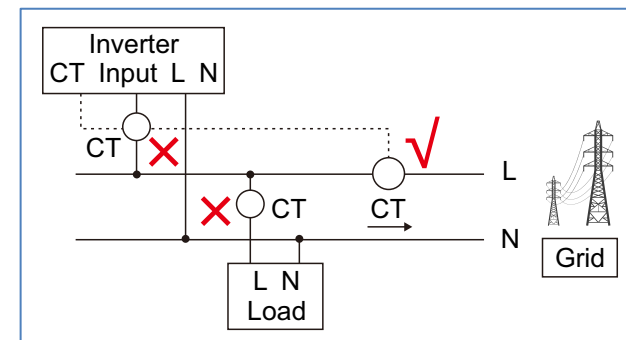 Inverter
CT Input L N
CT
L
CT
CT
N
L N
Load
Grid